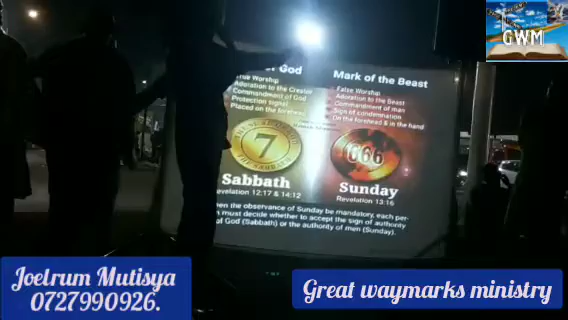 GWM
of God
Mark of the Beast
False Worship
Adoration to the Creator
Commandment of God
Protection signal
Placed on the forehead
False Worship
Adoration to the Beast
Commandment of man
Sign of condemnation
On the forehead & in the hand
7
THE SABBATH
666
Sabbath
Revelation 12:17 & 14:12
Sunday
Revelation 13:16
the observance of Sunday be mandatory, each per-
must decide whether to accept the sign of authority
of God (Sabbath) or the authority of men (Sunday).
Joelrum Mutisya
0727990926.
Great waymarks ministry